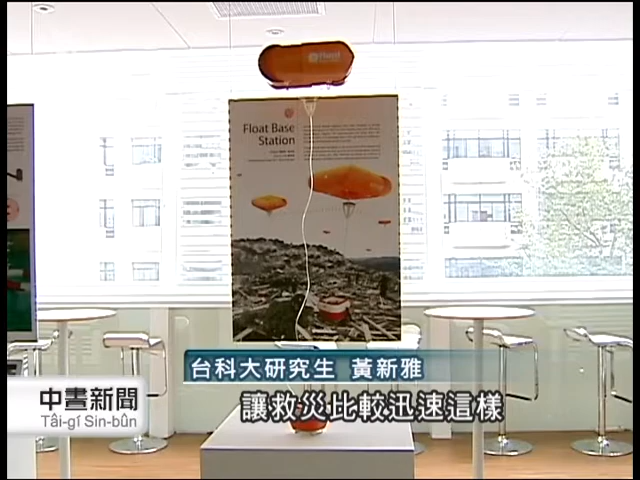 Float Base
Station
台科大研究生 黃新雅
讓救災比較迅速這樣
中晝新聞
Tâi-gí Sin-bûn